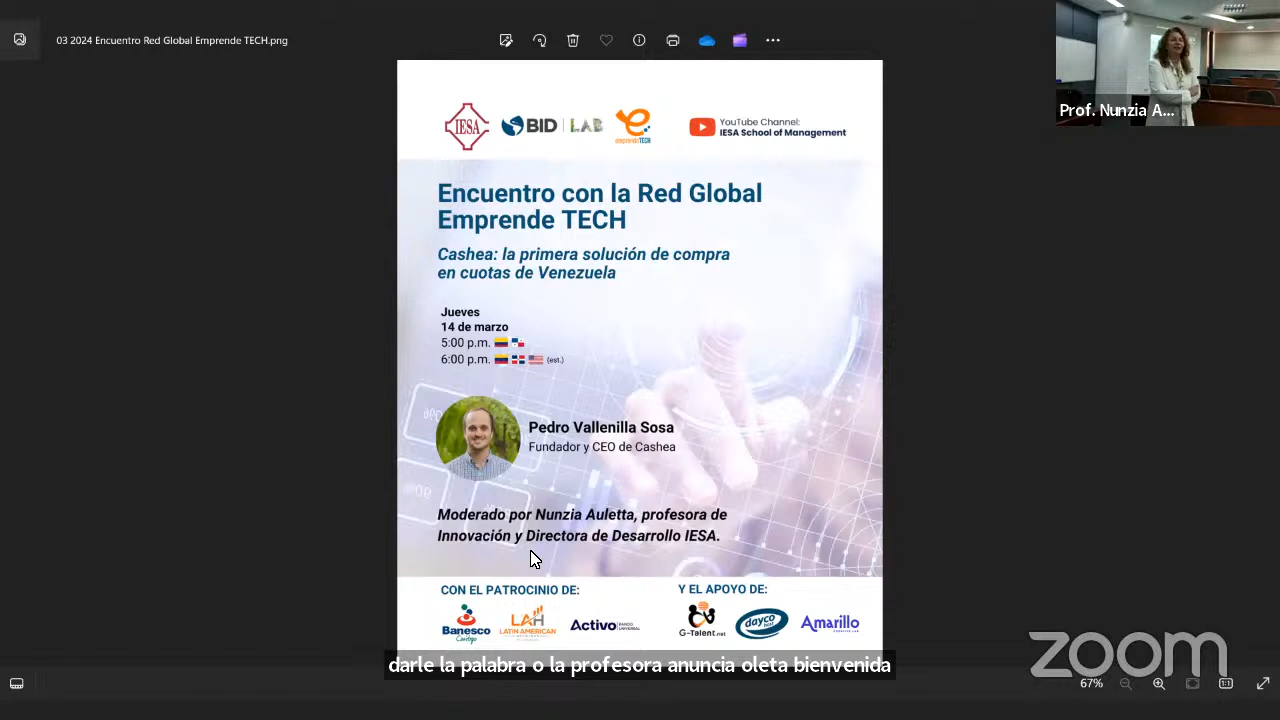 03 2024 Encuentro Red Global Emprende TECH.png
Prof. Nunzia A...
IESA
BID | LAB
emprendeTECH
YouTube Channel:
IESA School of Management
Encuentro con la Red Global
Emprende TECH
Cashea: la primera solución de compra
en cuotas de Venezuela
Jueves
14 de marzo
5:00 p.m.
6:00 p.m. (est.)
Pedro Vallenilla Sosa
Fundador y CEO de Cashea
Moderado por Nunzia Auletta, profesora de
Innovación y Directora de Desarrollo IESA.
CON EL PATROCINIO DE:
Y EL APOYO DE:
Banesco
Contigo
LAH
LATIN AMERICAN
Activo
G-Talent.net
dayco
Amarillo
darle la palabra o la profesora anuncia oleta bienvenida
zoom
67%
1:1